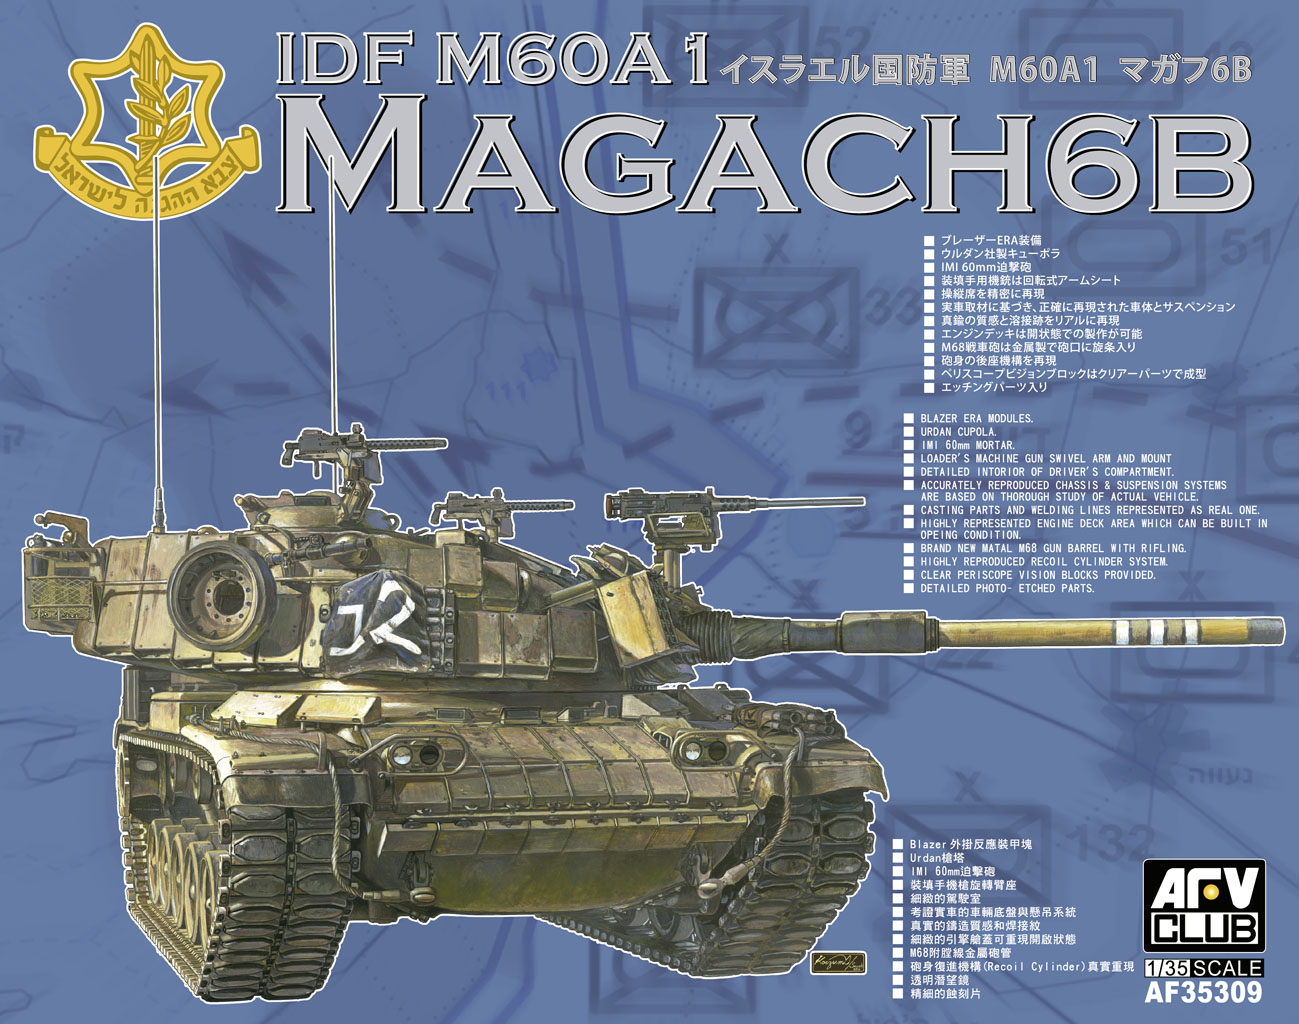 IDF M60A1
イスラエル国防軍 M60A1 マガフ6B
MAGACH6B
צבא ההגנה לישראל
■ ブレーザーERA装備
■ ウルダン社製キューポラ
■ IMI 60mm迫撃砲
■ 装填手用機銃は回転式アームシート
■ 操縦席を精密に再現
■ 実車取材に基づき、正確に再現された車体とサスペンション
■ 真鍮の質感と溶接跡をリアルに再現
■ エンジンデッキは開状態での製作が可能
■ M68戦車砲は金属製で砲口に旋条入り
■ 砲身の後座機構を再現
■ ペリスコープビジョンブロックはクリアーパーツで成型
■ エッチングパーツ入り
■ BLAZER ERA MODULES.
■ URDAN CUPOLA.
■ IMI 60mm MORTAR.
■ LOADER'S MACHINE GUN SWIVEL ARM AND MOUNT
■ DETAILED INTORIOR OF DRIVER'S COMPARTMENT.
■ ACCURATELY REPRODUCED CHASSIS & SUSPENSION SYSTEMS
ARE BASED ON THOROUGH STUDY OF ACTUAL VEHICLE.
■ CASTING PARTS AND WELDING LINES REPRESENTED AS REAL ONE.
■ HIGHLY REPRESENTED ENGINE DECK AREA WHICH CAN BE BUILT IN
OPEING CONDITION.
■ BRAND NEW MATAL M68 GUN BARREL WITH RIFLING.
■ HIGHLY REPRODUCED RECOIL CYLINDER SYSTEM.
■ CLEAR PERISCOPE VISION BLOCKS PROVIDED.
■ DETAILED PHOTO- ETCHED PARTS.
52
51
33
111
9
22
132
נעווה
■ Blazer 外掛反應裝甲塊
■ Urdan槍塔
■ IMI 60mm迫擊砲
■ 裝填手機槍旋轉臂座
■ 細緻的駕駛室
■ 考證實車的車輛底盤與懸吊系統
■ 真實的鑄造質感和焊接紋
■ 細緻的引擎艙蓋可重現開啟狀態
■ M68附膛線金屬砲管
■ 砲身復進機構(Recoil Cylinder)真實重現
■ 透明潛望鏡
■ 精細的蝕刻片
AFV
CLUB
1/35 SCALE
AF35309